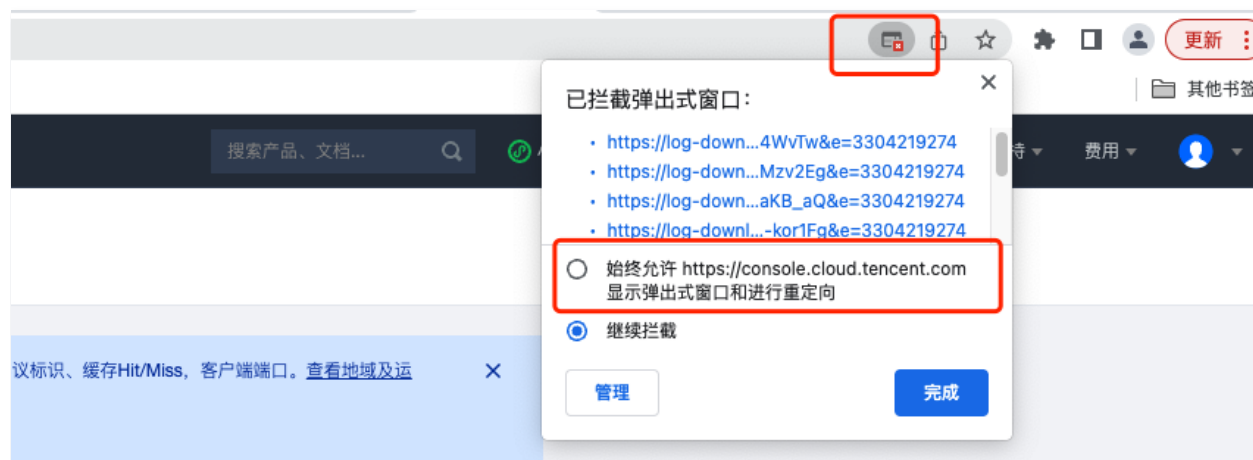 更新
其他书签
已拦截弹出式窗口:
搜索产品、文档...
费用
https://log-down...4WvTw&e=3304219274
https://log-down...Mzv2Eg&e=3304219274
https://log-down...aKB_aQ&e=3304219274
https://log-downl...-kor1Fg&e=3304219274
始终允许 https://console.cloud.tencent.com
显示弹出式窗口和进行重定向
继续拦截
议标识、缓存Hit/Miss，客户端端口。查看地域及运
管理
完成